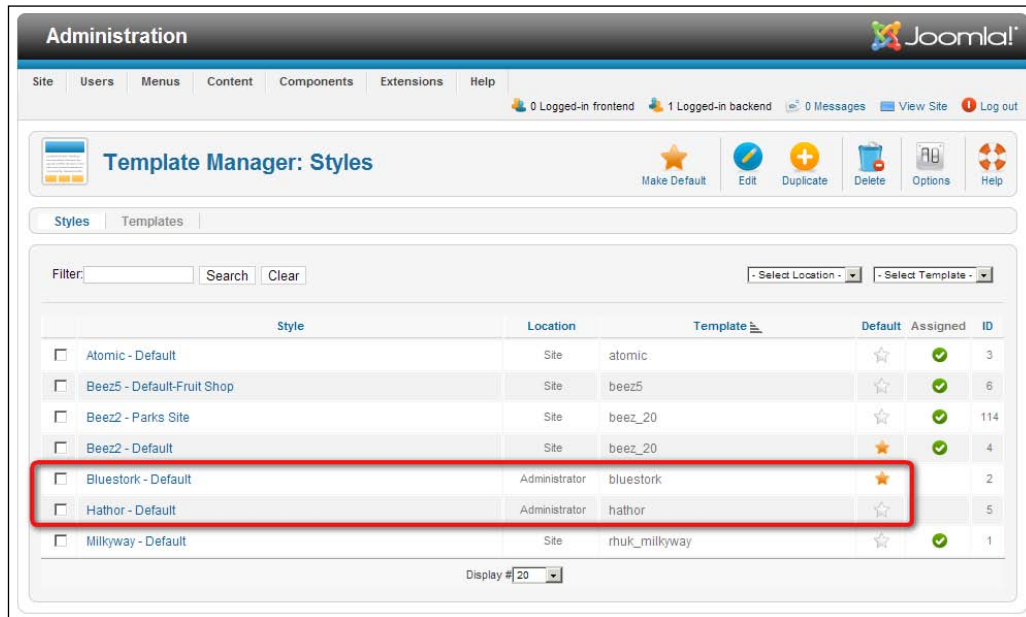 Administration
Joomla!
Site Users Menus Content Components Extensions Help
0 Logged-in frontend 1 Logged-in backend 0 Messages View Site Log out
Template Manager: Styles
Make Default Edit Duplicate Delete Options Help
Styles Templates
Filter: Search Clear - Select Location - - Select Template -
Style Location Template Default Assigned ID
Atomic - Default Site atomic 3
Beez5 - Default-Fruit Shop Site beez5 6
Beez2 - Parks Site Site beez_20 114
Beez2 - Default Site beez_20 4
Bluestork - Default Administrator bluestork 2
Hathor - Default Administrator hathor 5
Milkyway - Default Site rhuk_milkyway 1
Display # 20